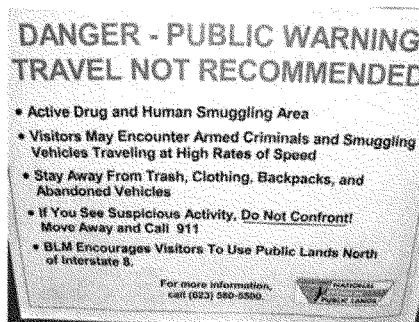 DANGER - PUBLIC WARNING
TRAVEL NOT RECOMMENDED
• Active Drug and Human Smuggling Area
• Visitors May Encounter Armed Criminals and Smuggling
Vehicles Traveling at High Rates of Speed
• Stay Away From Trash, Clothing, Backpacks, and
Abandoned Vehicles
• If You See Suspicious Activity, Do Not Confront!
Move Away and Call 911
• BLM Encourages Visitors To Use Public Lands North
of Interstate 8.
For more information,
call (623) 580-5500
NATIONAL
PUBLIC LANDS